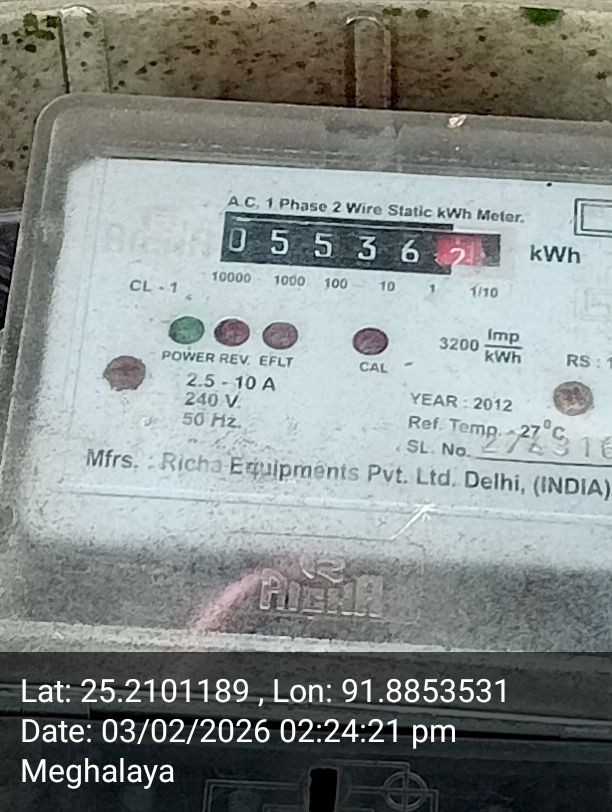 A.C. 1 Phase 2 Wire Static kWh Meter.
0 5 5 3 6 2 kWh
10000 1000 100 10 1 1/10
CL - 1
3200 Imp/kWh
POWER REV. EFLT CAL
RS : 1
2.5 - 10 A
240 V.
50 Hz.
YEAR : 2012
Ref. Temp. - 27°C
SL. No.
Mfrs. : Richa Equipments Pvt. Ltd. Delhi, (INDIA)
RICHA
Lat: 25.2101189 , Lon: 91.8853531
Date: 03/02/2026 02:24:21 pm
Meghalaya